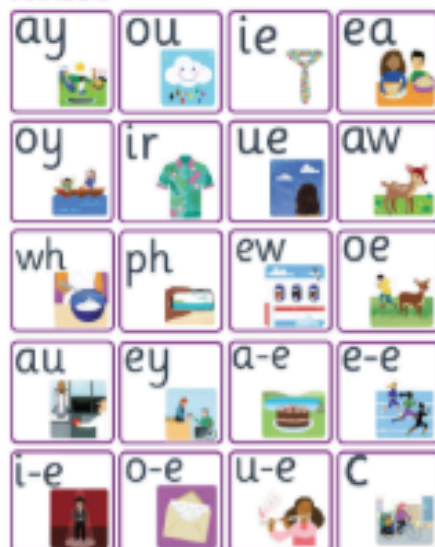 ay ou ie ea
oy ir ue aw
wh ph ew oe
au ey a-e e-e
i-e o-e u-e c